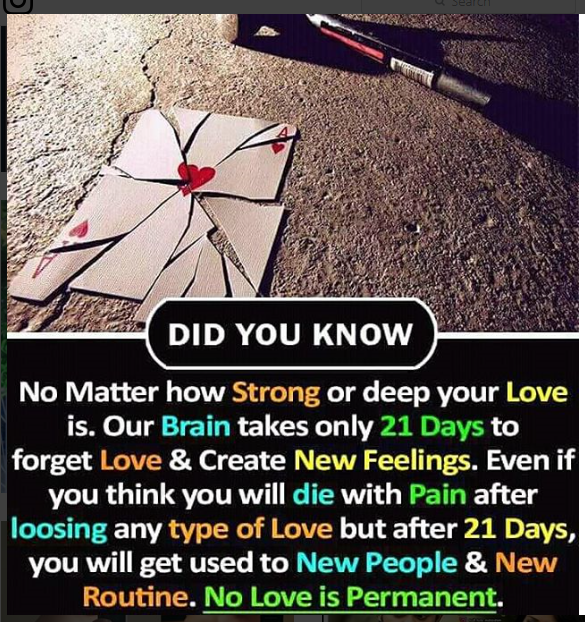 Search
A
A
DID YOU KNOW
No Matter how Strong or deep your Love
is. Our Brain takes only 21 Days to
forget Love & Create New Feelings. Even if
you think you will die with Pain after
loosing any type of Love but after 21 Days,
you will get used to New People & New
Routine. No Love is Permanent.